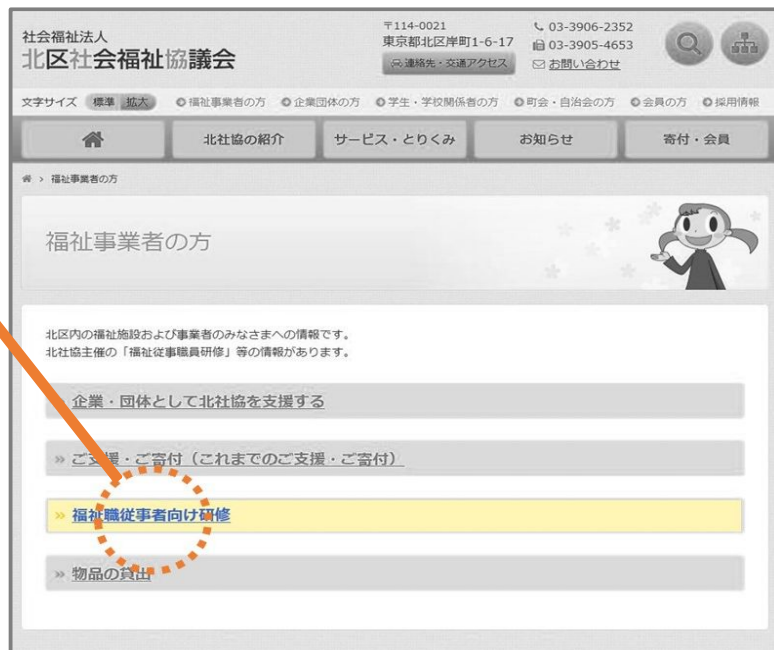 社会福祉法人
北区社会福祉協議会
〒114-0021
東京都北区岸町1-6-17
連絡先・交通アクセス
03-3906-2352
03-3905-4653
お問い合わせ
文字サイズ 標準 拡大 福祉事業者の方 企業団体の方 学生・学校関係者の方 町会・自治会の方 会員の方 採用情報
北社協の紹介 サービス・とりくみ お知らせ 寄付・会員
> 福祉事業者の方
福祉事業者の方
北区内の福祉施設および事業者のみなさまへの情報です。
北社協主催の「福祉従事職員研修」等の情報があります。
企業・団体として北社協を支援する
» ご支援・ご寄付（これまでのご支援・ご寄付）
» 福祉職従事者向け研修
» 物品の貸出